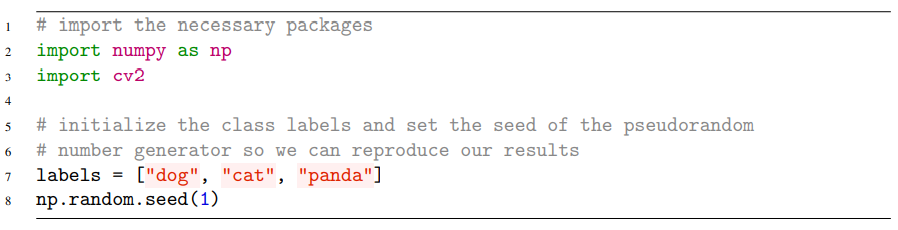 1 # import the necessary packages
2 import numpy as np
3 import cv2
4
5 # initialize the class labels and set the seed of the pseudorandom
6 # number generator so we can reproduce our results
7 labels = ["dog", "cat", "panda"]
8 np.random.seed(1)